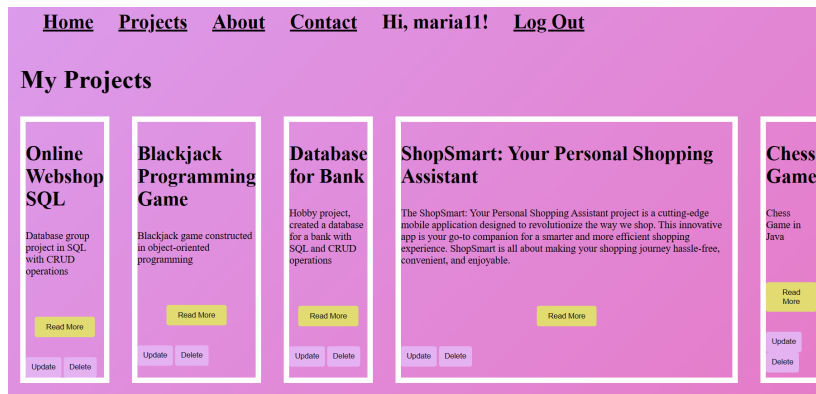 Home Projects About Contact Hi, maria11! Log Out
My Projects
Online
Webshop
SQL
Database group
project in SQL
with CRUD
operations
Read More
Update Delete
Blackjack
Programming
Game
Blackjack game constructed
in object-oriented
programming
Read More
Update Delete
Database
for Bank
Hobby project,
created a database
for a bank with
SQL and CRUD
operations
Read More
Update Delete
ShopSmart: Your Personal Shopping
Assistant
The ShopSmart: Your Personal Shopping Assistant project is a cutting-edge
mobile application designed to revolutionize the way we shop. This innovative
app is your go-to companion for a smarter and more efficient shopping
experience. ShopSmart is all about making your shopping journey hassle-free,
convenient, and enjoyable.
Read More
Update Delete
Chess
Game
Chess
Game in
Java
Read
More
Update
Delete